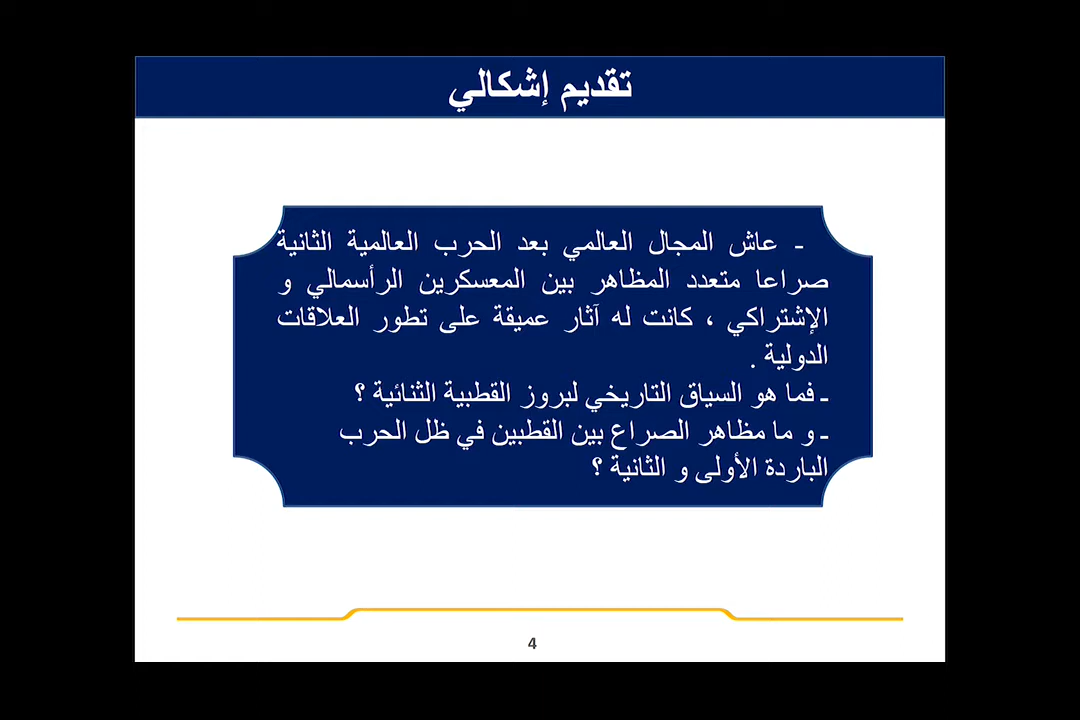 تقديم إشكالي
- عاش المجال العالمي بعد الحرب العالمية الثانية
صراعا متعدد المظاهر بين المعسكرين الرأسمالي و
الإشتراكي ، كانت له آثار عميقة على تطور العلاقات
الدولية .
- فما هو السياق التاريخي لبروز القطبية الثنائية ؟
- و ما مظاهر الصراع بين القطبين في ظل الحرب
الباردة الأولى و الثانية ؟
4